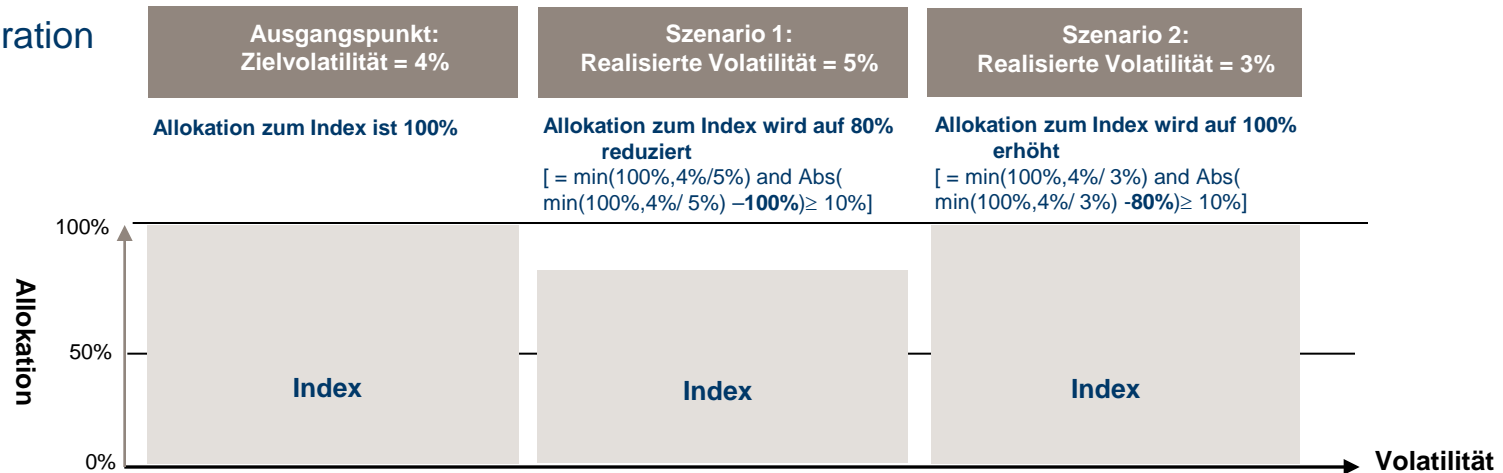 ration
Ausgangspunkt:
Zielvolatilität = 4%
Szenario 1:
Realisierte Volatilität = 5%
Szenario 2:
Realisierte Volatilität = 3%
Allokation zum Index ist 100%
Allokation zum Index wird auf 80%
reduziert
[ = min(100%,4%/5%) and Abs(
min(100%,4%/ 5%) –100%)≥ 10%]
Allokation zum Index wird auf 100%
erhöht
[ = min(100%,4%/ 3%) and Abs(
min(100%,4%/ 3%) -80%)≥ 10%]
100%
50%
0%
Allokation
Index
Index
Index
Volatilität